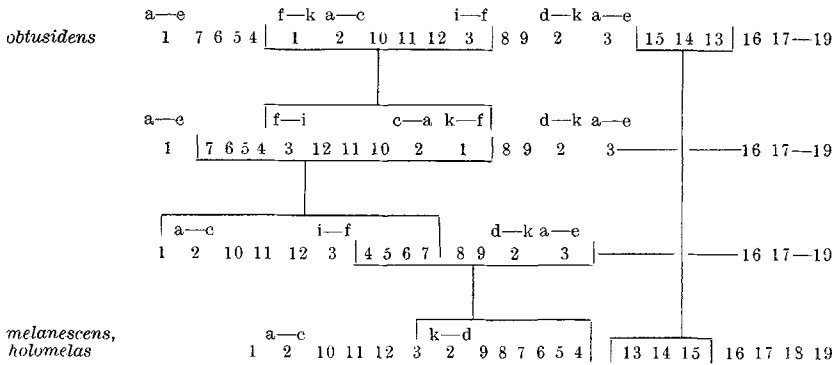 a—e f—k a—c i—f d—k a—e
obtusidens 1 7 6 5 4 1 2 10 11 12 3 8 9 2 3 15 14 13 16 17—19
a—e f—i c—a k—f d—k a—e
1 7 6 5 4 3 12 11 10 2 1 8 9 2 3 16 17—19
a—c i—f d—k a—e
1 2 10 11 12 3 4 5 6 7 8 9 2 3 16 17—19
melanescens, a—c k—d
holomelas 1 2 10 11 12 3 2 9 8 7 6 5 4 13 14 15 16 17 18 19